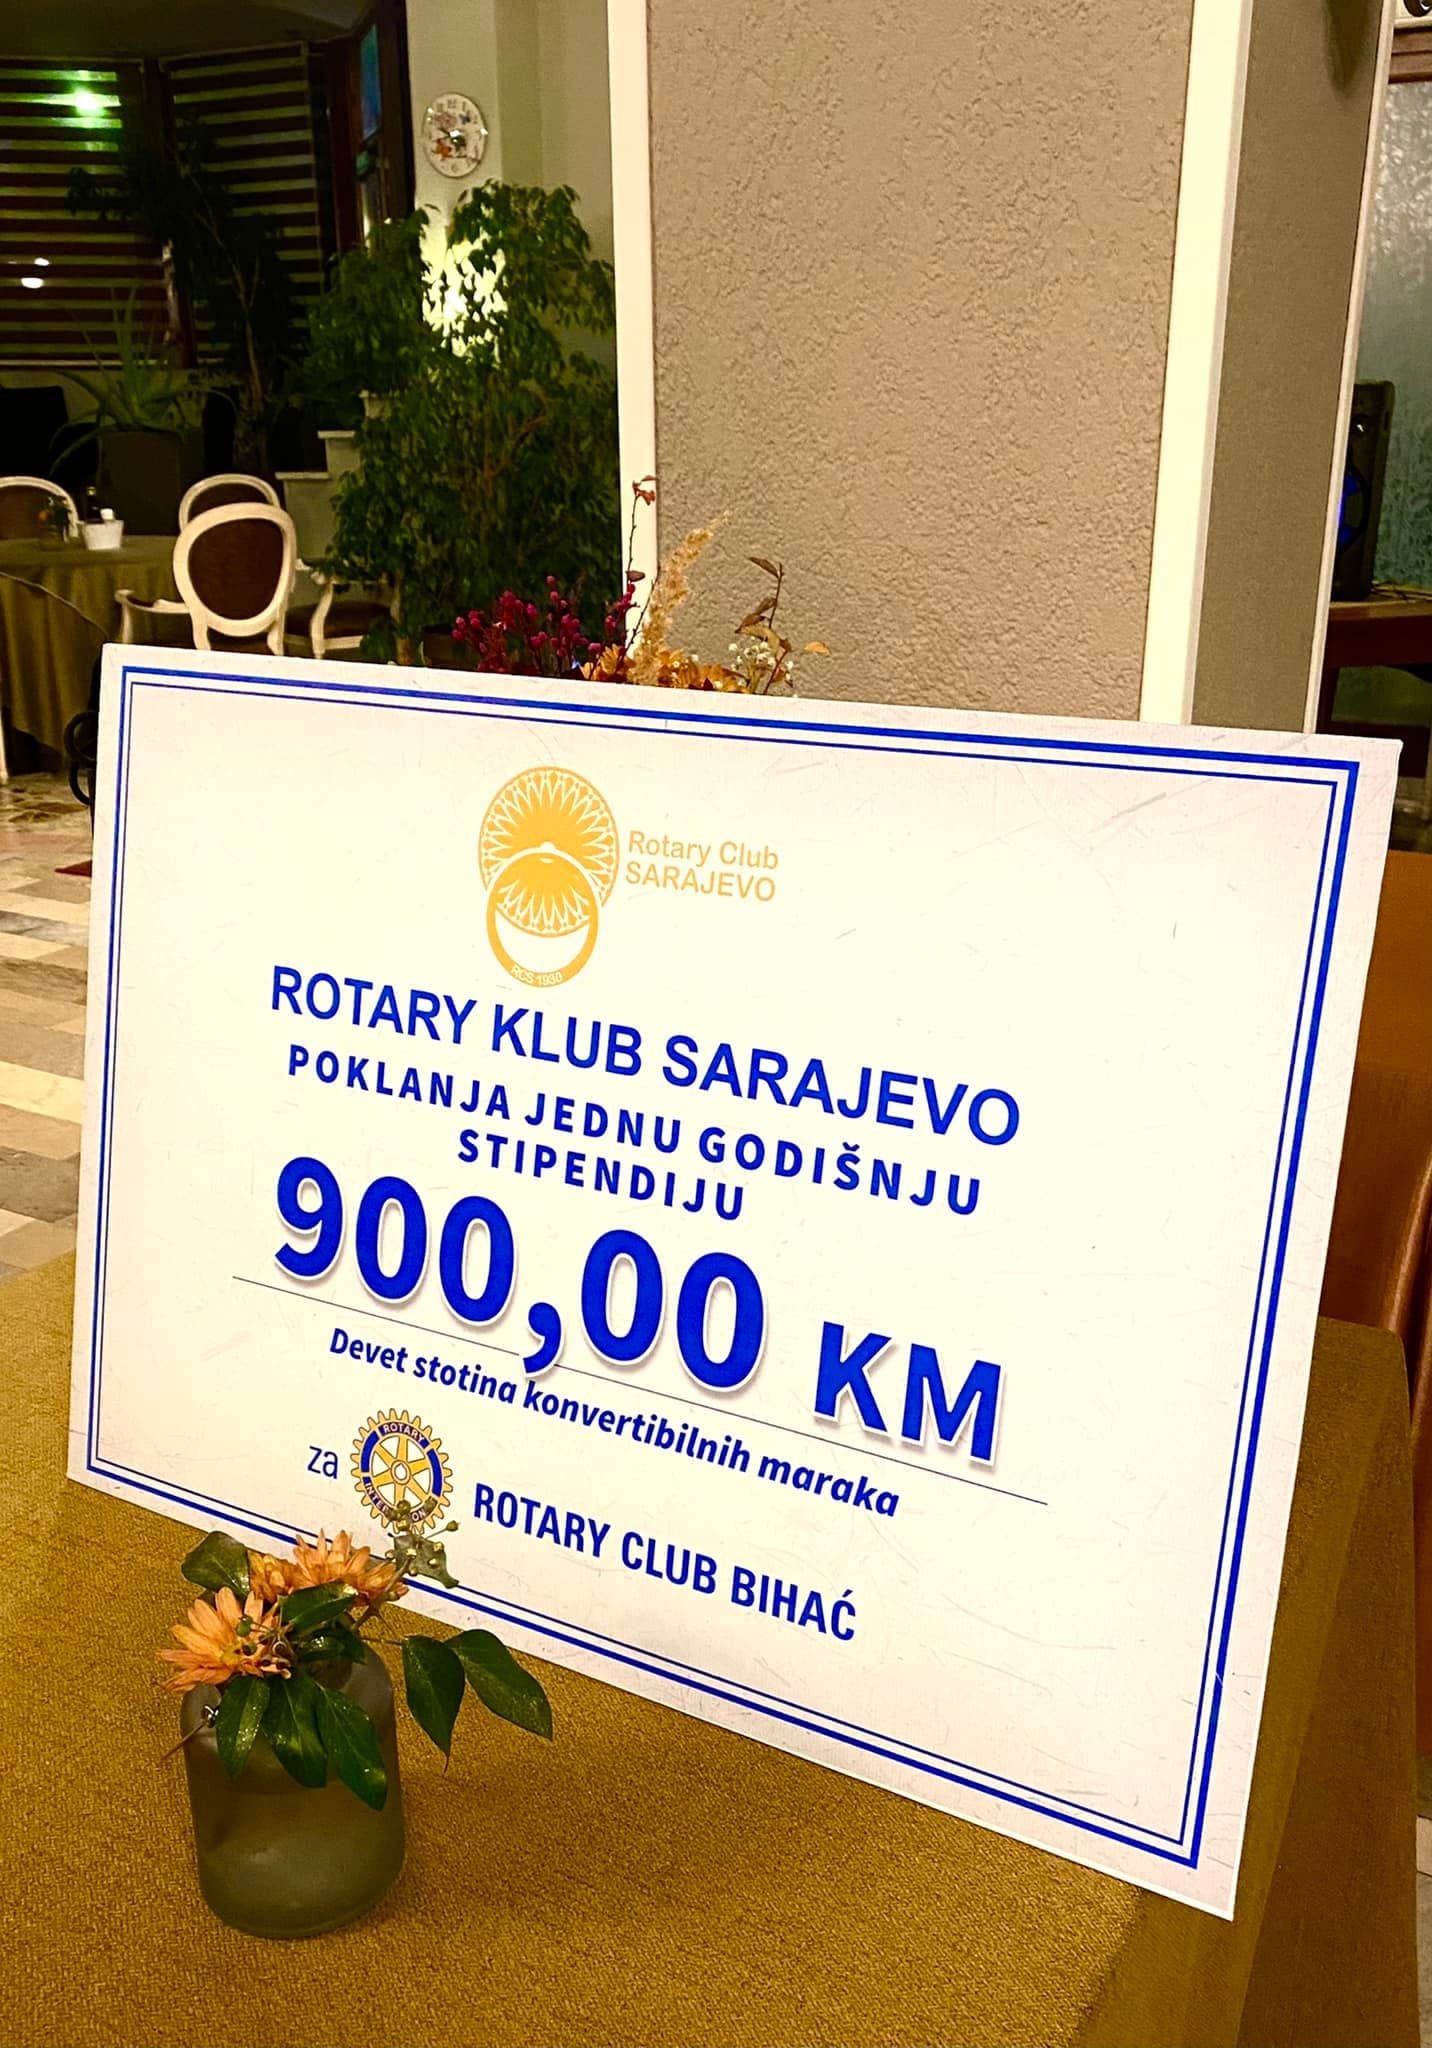 Rotary Club
SARAJEVO
RCS 1930
ROTARY KLUB SARAJEVO
POKLANJA JEDNU GODIŠNJU
STIPENDIJU
900,00 KM
Devet stotina konvertibilnih maraka
za
ROTARY
ROTARY CLUB BIHAĆ